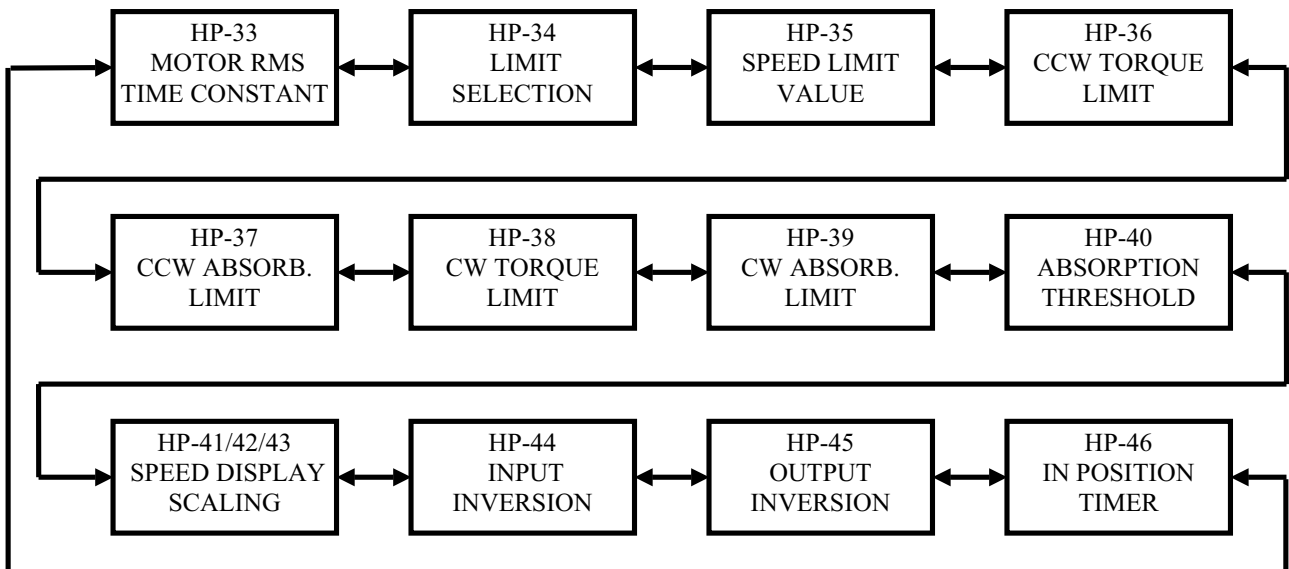 HP-33
MOTOR RMS
TIME CONSTANT
HP-34
LIMIT
SELECTION
HP-35
SPEED LIMIT
VALUE
HP-36
CCW TORQUE
LIMIT
HP-37
CCW ABSORB.
LIMIT
HP-38
CW TORQUE
LIMIT
HP-39
CW ABSORB.
LIMIT
HP-40
ABSORPTION
THRESHOLD
HP-41/42/43
SPEED DISPLAY
SCALING
HP-44
INPUT
INVERSION
HP-45
OUTPUT
INVERSION
HP-46
IN POSITION
TIMER